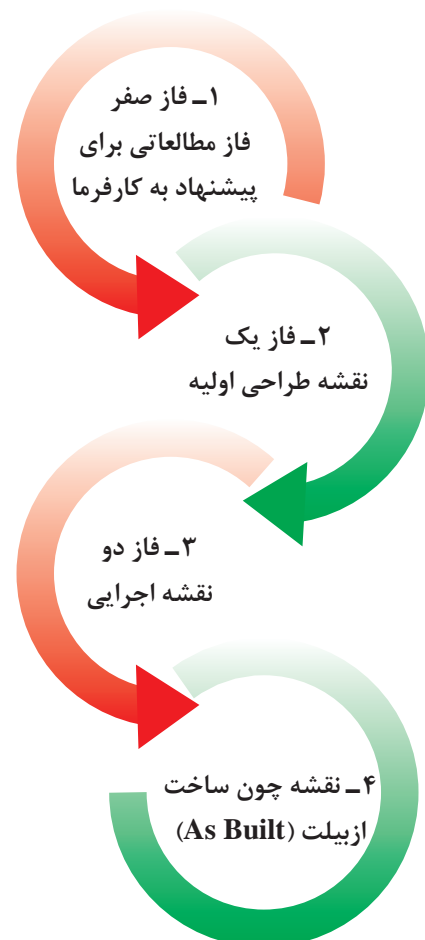 ۱ـ فاز صفر
فاز مطالعاتی برای
پیشنهاد به کارفرما
۲ـ فاز یک
نقشه طراحی اولیه
۳ـ فاز دو
نقشه اجرایی
۴ـ نقشه چون ساخت
ازبیلت (As Built)